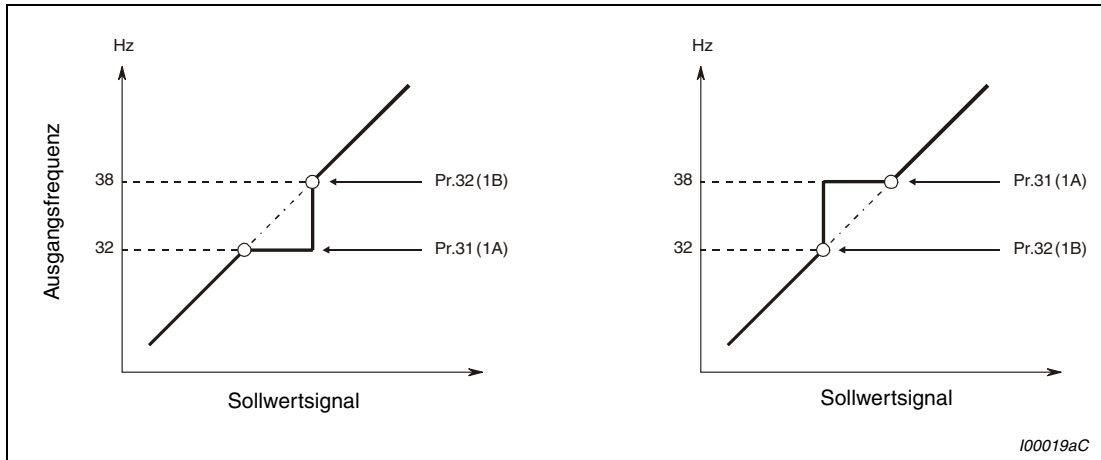 Hz
Ausgangsfrequenz
38
32
Pr.32(1B)
Pr.31(1A)
Sollwertsignal
Hz
38
32
Pr.31(1A)
Pr.32(1B)
Sollwertsignal
I00019aC